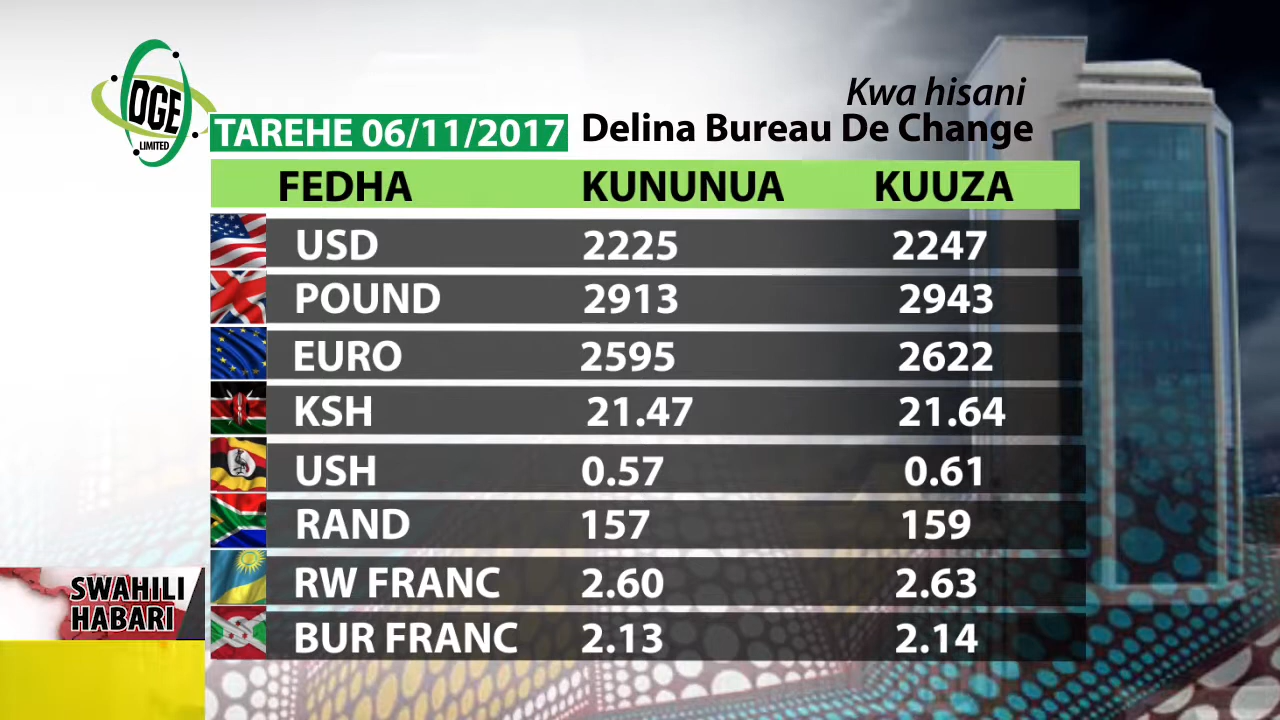 DGE
LIMITED
Kwa hisani
TAREHE 06/11/2017 Delina Bureau De Change
FEDHA KUNUNUA KUUZA
USD 2225 2247
POUND 2913 2943
EURO 2595 2622
KSH 21.47 21.64
USH 0.57 0.61
RAND 157 159
RW FRANC 2.60 2.63
BUR FRANC 2.13 2.14
SWAHILI
HABARI